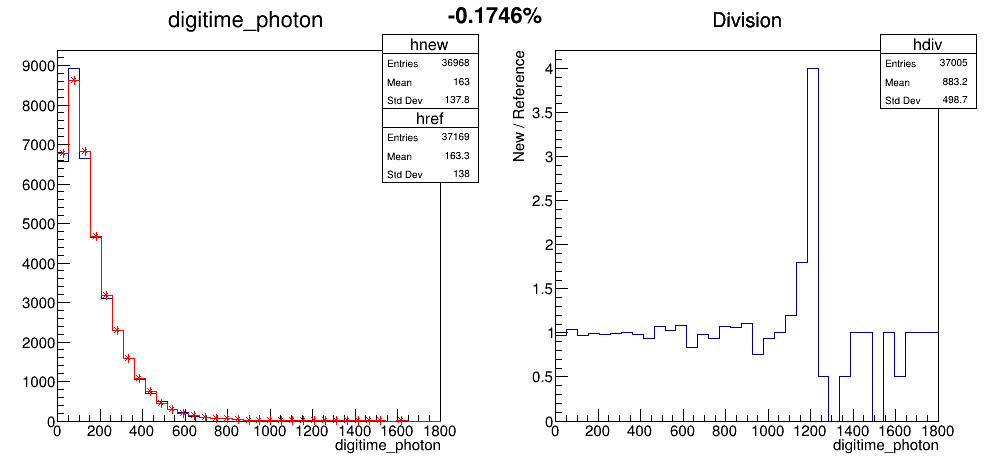 digitime_photon
-0.1746%
Division
hnew
Entries 36968
Mean 163
Std Dev 137.8
href
Entries 37169
Mean 163.3
Std Dev 138
9000
8000
7000
6000
5000
4000
3000
2000
1000
0
0 200 400 600 800 1000 1200 1400 1600 1800
digitime_photon
hdiv
Entries 37005
Mean 883.2
Std Dev 498.7
New / Reference
4
3.5
3
2.5
2
1.5
1
0.5
0
0 200 400 600 800 1000 1200 1400 1600 1800
digitime_photon